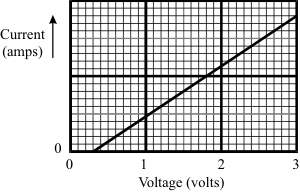 Current
(amps)
0
0 1 2 3
Voltage (volts)